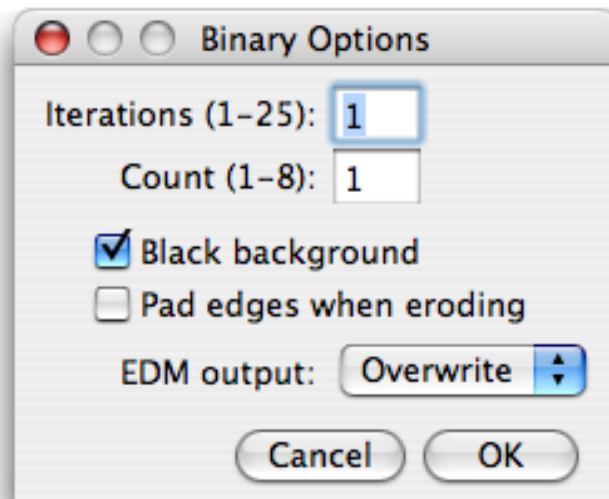 Binary Options
Iterations (1–25): 1
Count (1–8): 1
Black background
Pad edges when eroding
EDM output: Overwrite
Cancel OK